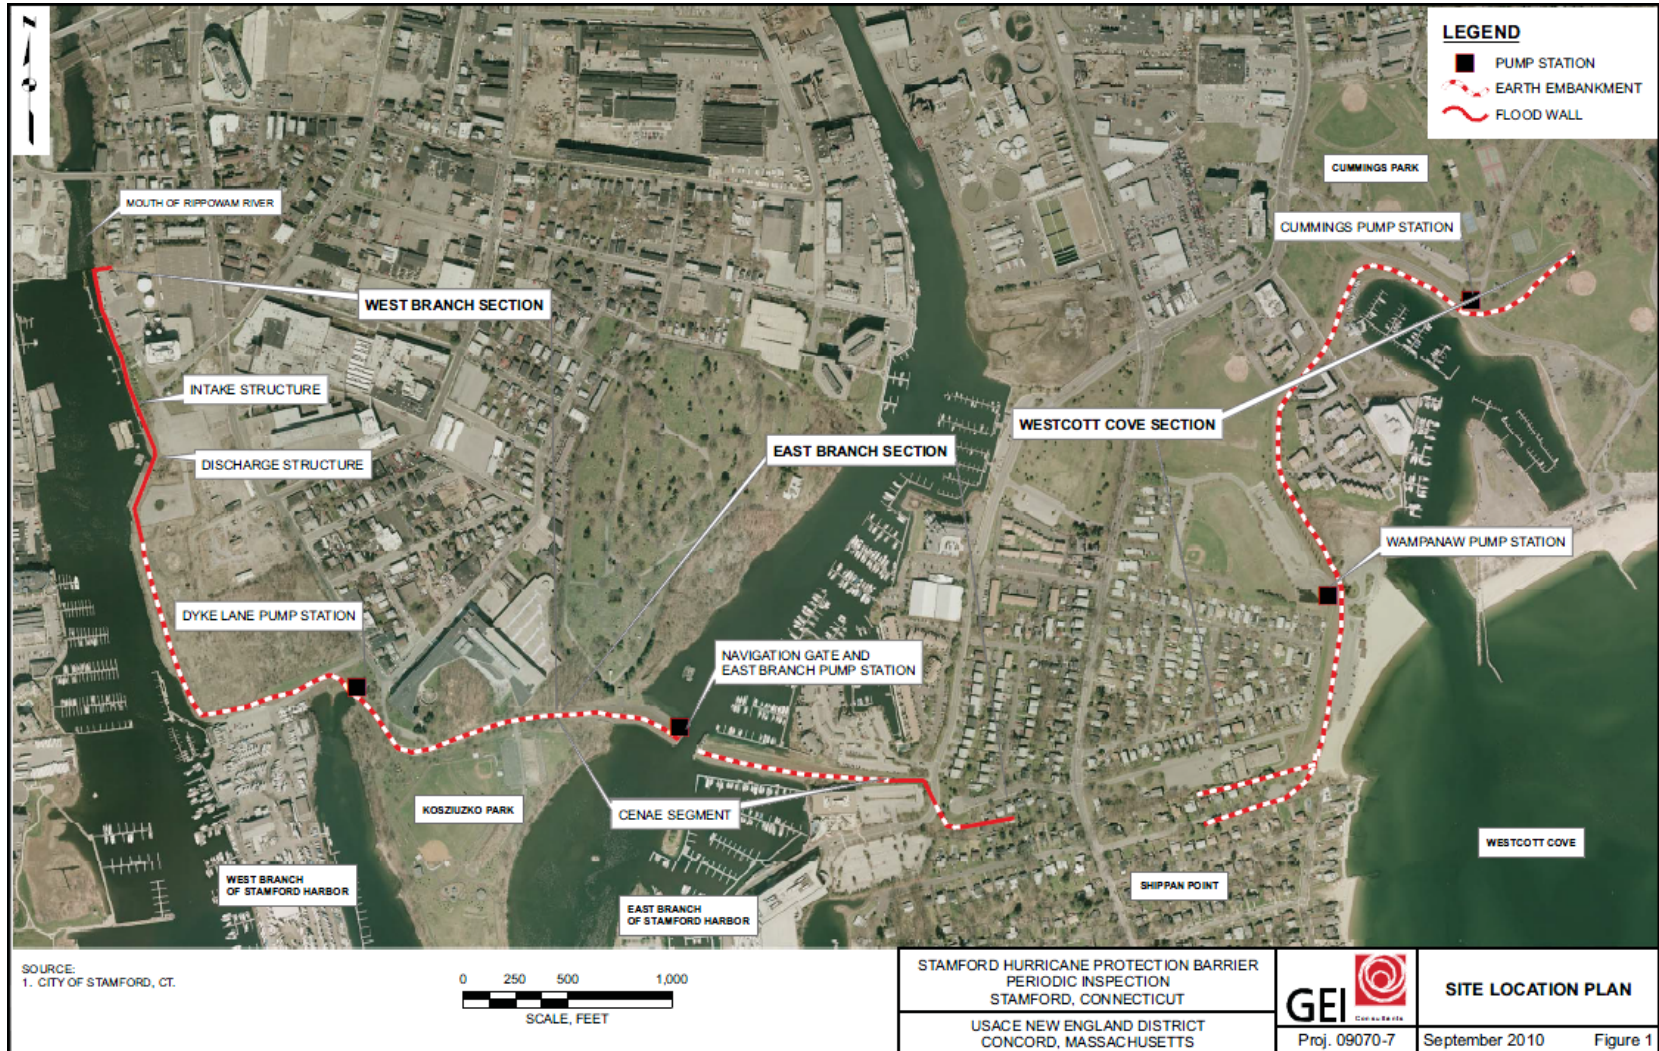 N
LEGEND
PUMP STATION
EARTH EMBANKMENT
FLOOD WALL
CUMMINGS PARK
MOUTH OF RIPPOWAM RIVER
CUMMINGS PUMP STATION
WEST BRANCH SECTION
INTAKE STRUCTURE
WESTCOTT COVE SECTION
EAST BRANCH SECTION
DISCHARGE STRUCTURE
WAMPANAW PUMP STATION
DYKE LANE PUMP STATION
NAVIGATION GATE AND
EAST BRANCH PUMP STATION
KOSZIUZKO PARK
CENAE SEGMENT
WESTCOTT COVE
WEST BRANCH
OF STAMFORD HARBOR
SHIPPAN POINT
EAST BRANCH
OF STAMFORD HARBOR
SOURCE:
1. CITY OF STAMFORD, CT.
0 250 500 1,000
SCALE, FEET
STAMFORD HURRICANE PROTECTION BARRIER
PERIODIC INSPECTION
STAMFORD, CONNECTICUT
USACE NEW ENGLAND DISTRICT
CONCORD, MASSACHUSETTS
GEI Consultants
Proj. 09070-7
SITE LOCATION PLAN
September 2010 Figure 1